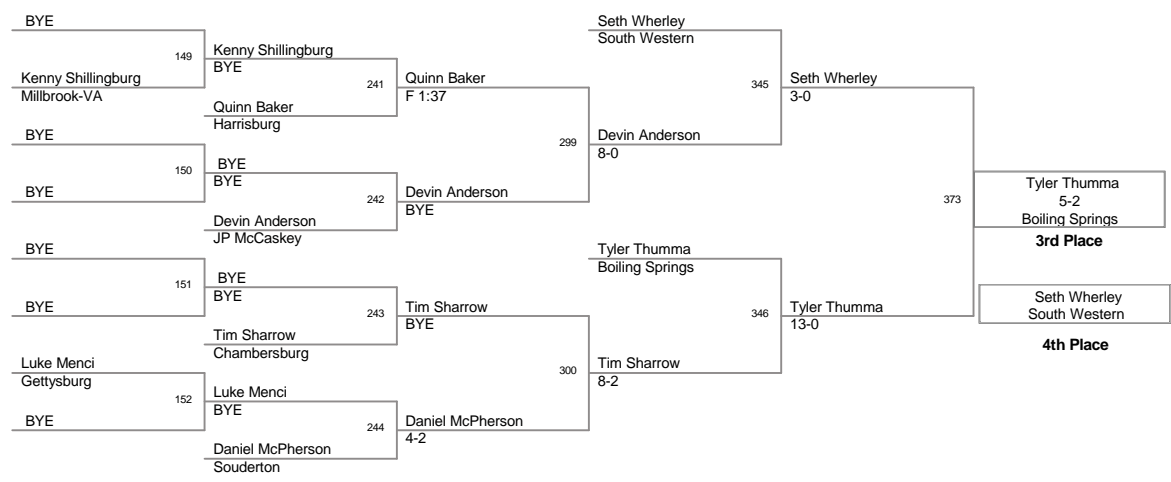 BYE
149
Kenny Shillingburg
Millbrook-VA
BYE
150
BYE
BYE
151
BYE
Luke Menci
Gettysburg
152
BYE
Kenny Shillingburg
BYE
241
Quinn Baker
Harrisburg
BYE
BYE
242
Devin Anderson
JP McCaskey
BYE
BYE
243
Tim Sharrow
Chambersburg
Luke Menci
BYE
244
Daniel McPherson
Souderton
Quinn Baker
F 1:37
299
Devin Anderson
BYE
Tim Sharrow
BYE
300
Daniel McPherson
4-2
Seth Wherley
South Western
345
Devin Anderson
8-0
Tyler Thumma
Boiling Springs
346
Tim Sharrow
8-2
Seth Wherley
3-0
373
Tyler Thumma
13-0
Tyler Thumma
5-2
Boiling Springs
3rd Place
Seth Wherley
South Western
4th Place